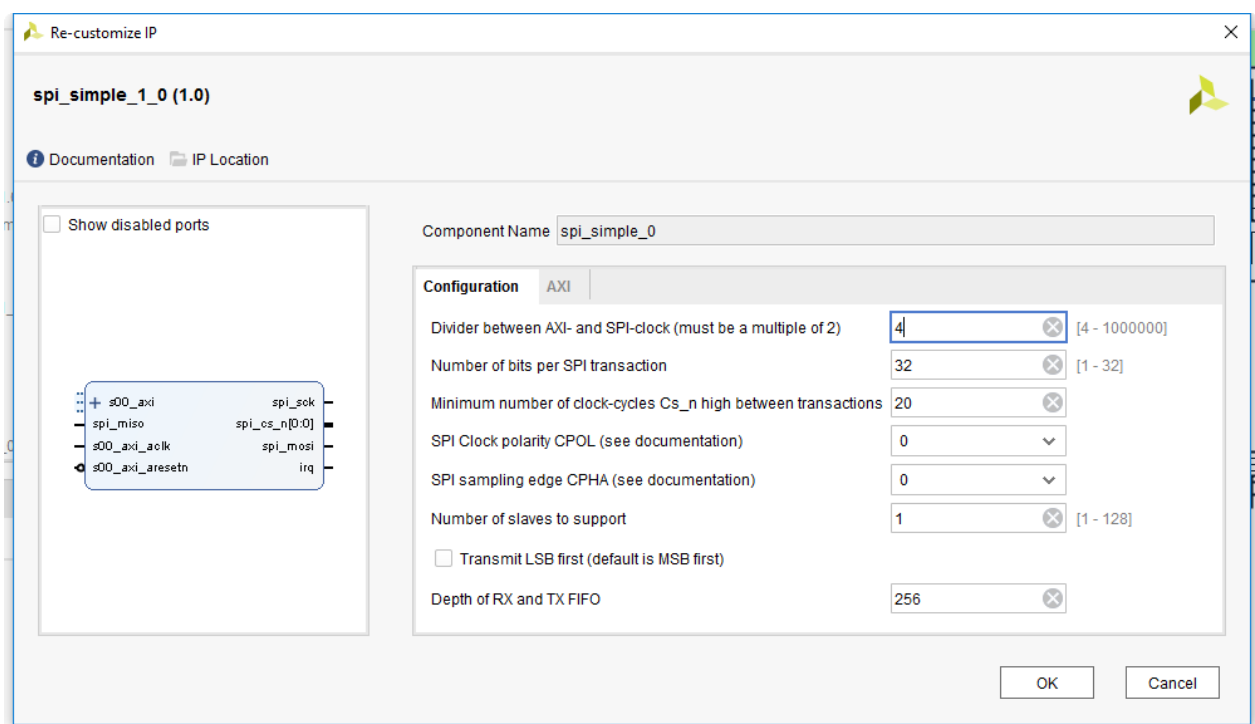 Re-customize IP
spi_simple_1_0 (1.0)
Documentation IP Location
Show disabled ports
s00_axi
spi_miso
s00_axi_aclk
s00_axi_aresetn
spi_sck
spi_cs_n[0:0]
spi_mosi
irq
Component Name spi_simple_0
Configuration AXI
Divider between AXI- and SPI-clock (must be a multiple of 2) 4 [4 - 1000000]
Number of bits per SPI transaction 32 [1 - 32]
Minimum number of clock-cycles Cs_n high between transactions 20
SPI Clock polarity CPOL (see documentation) 0
SPI sampling edge CPHA (see documentation) 0
Number of slaves to support 1 [1 - 128]
Transmit LSB first (default is MSB first)
Depth of RX and TX FIFO 256
OK Cancel